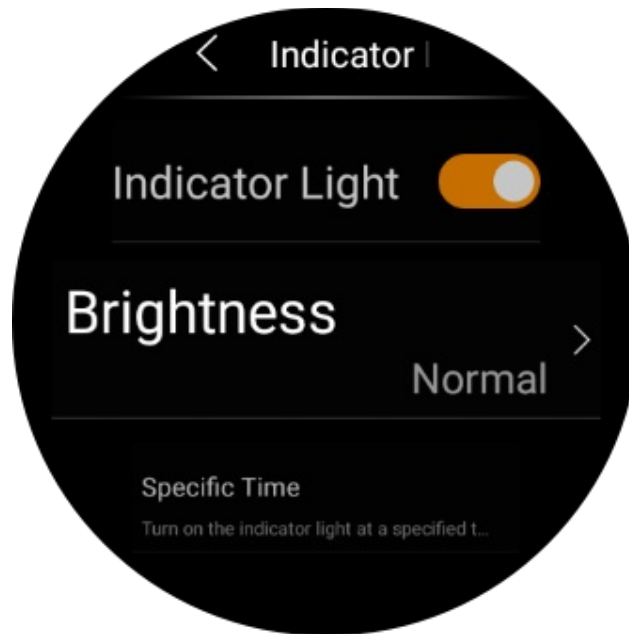 Indicator
Indicator Light
Brightness
Normal
Specific Time
Turn on the indicator light at a specified t...